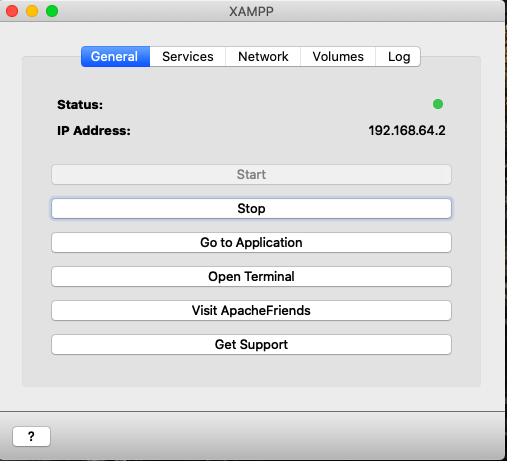 XAMPP
General Services Network Volumes Log
Status:
IP Address: 192.168.64.2
Start
Stop
Go to Application
Open Terminal
Visit ApacheFriends
Get Support
?